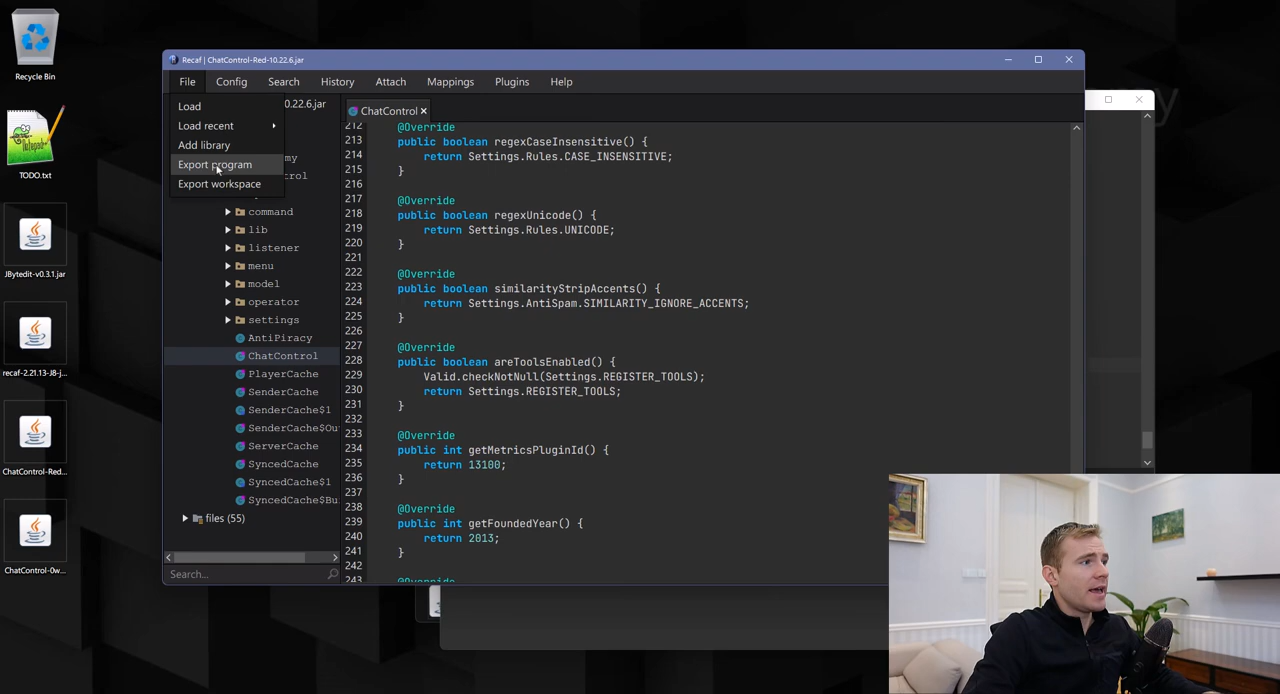 Recycle Bin
TODO.txt
JBytedit-v0.3.1.jar
recaf-2.21.13-J8-j...
ChatControl-Red...
ChatControl-0w...
Recaf | ChatControl-Red-10.22.6.jar
File Config Search History Attach Mappings Plugins Help
Load
Load recent
Add library
Export program
Export workspace
0.22.6.jar
command
lib
listener
menu
model
operator
settings
AntiPiracy
ChatControl
PlayerCache
SenderCache
SenderCache$1
SenderCache$Ou
ServerCache
SyncedCache
SyncedCache$1
SyncedCache$Bu
files (55)
Search...
ChatControl
212 @Override
213 public boolean regexCaseInsensitive() {
214 return Settings.Rules.CASE_INSENSITIVE;
215 }
216
217 @Override
218 public boolean regexUnicode() {
219 return Settings.Rules.UNICODE;
220 }
221
222 @Override
223 public boolean similarityStripAccents() {
224 return Settings.AntiSpam.SIMILARITY_IGNORE_ACCENTS;
225 }
226
227 @Override
228 public boolean areToolsEnabled() {
229 Valid.checkNotNull(Settings.REGISTER_TOOLS);
230 return Settings.REGISTER_TOOLS;
231 }
232
233 @Override
234 public int getMetricsPluginId() {
235 return 13100;
236 }
237
238 @Override
239 public int getFoundedYear() {
240 return 2013;
241 }
242
243 @Override